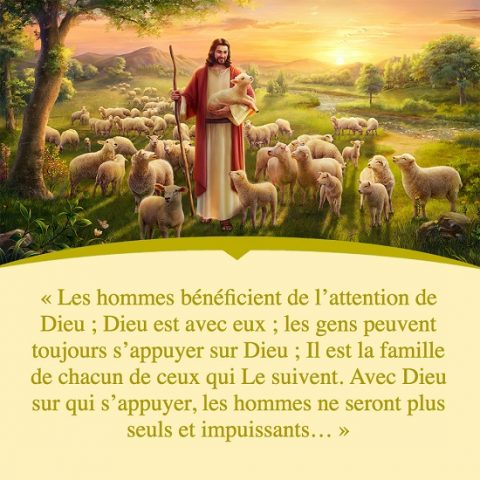 « Les hommes bénéficient de l’attention de
Dieu ; Dieu est avec eux ; les gens peuvent
toujours s’appuyer sur Dieu ; Il est la famille
de chacun de ceux qui Le suivent. Avec Dieu
sur qui s’appuyer, les hommes ne seront plus
seuls et impuissants… »